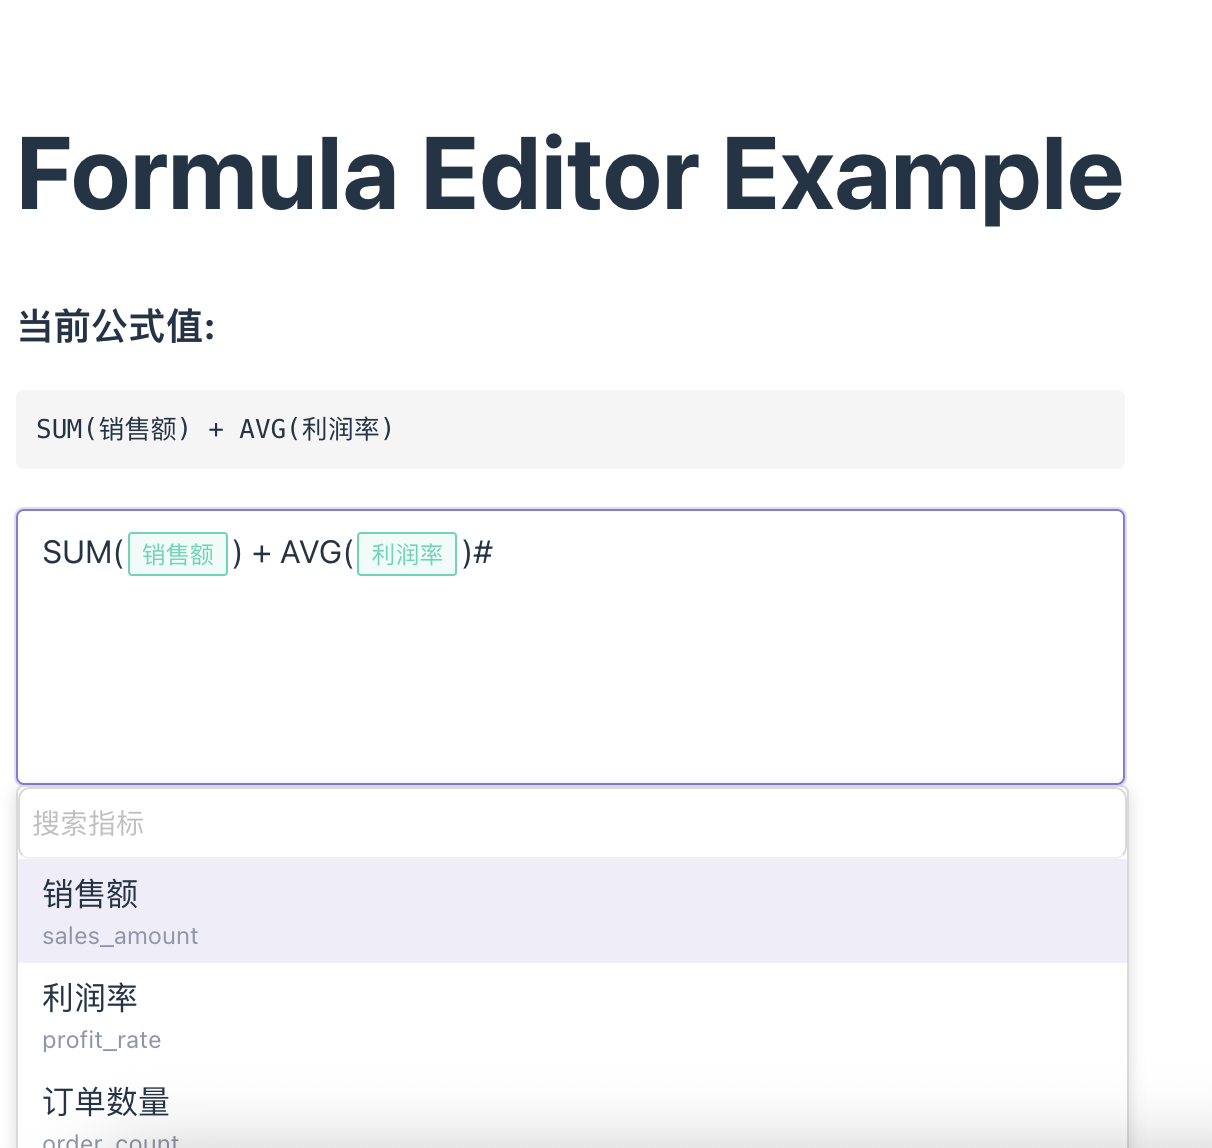 Formula Editor Example
当前公式值:
SUM(销售额) + AVG(利润率)
SUM(销售额) + AVG(利润率)#
搜索指标
销售额
sales_amount
利润率
profit_rate
订单数量
order_count